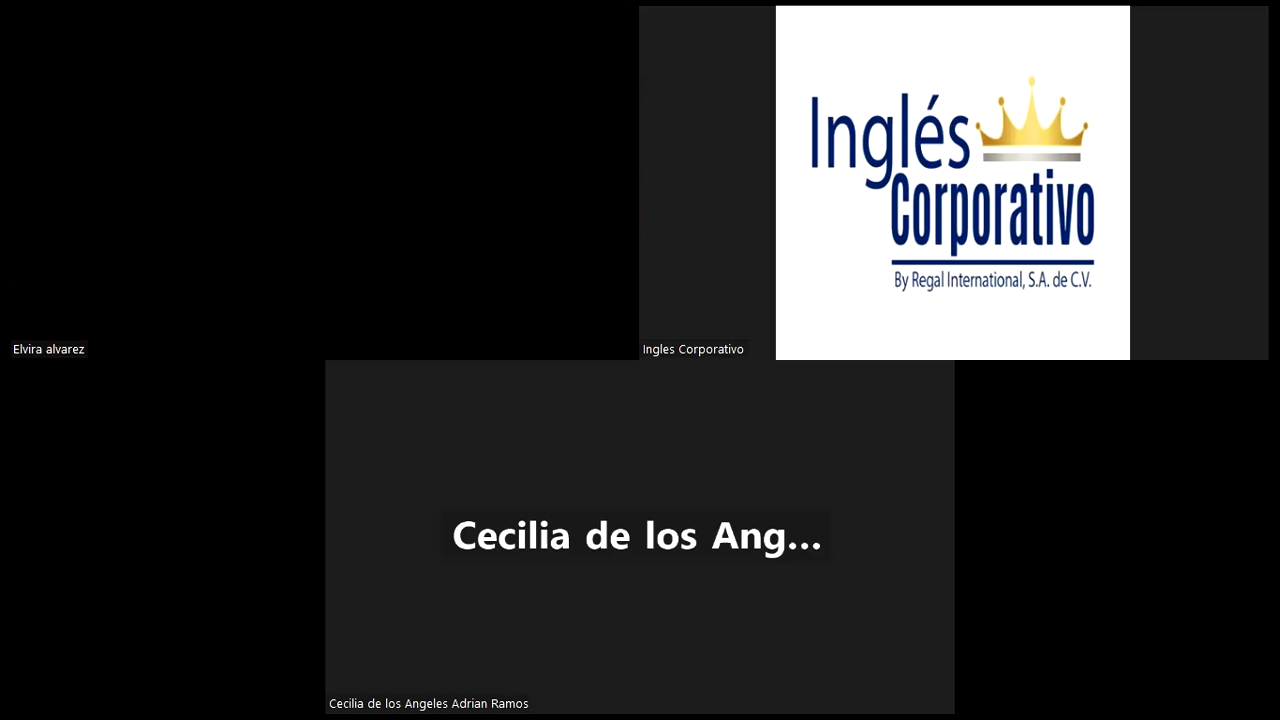 Inglés
Corporativo
By Regal International, S.A. de C.V.
Elvira alvarez
Ingles Corporativo
Cecilia de los Ang...
Cecilia de los Angeles Adrian Ramos